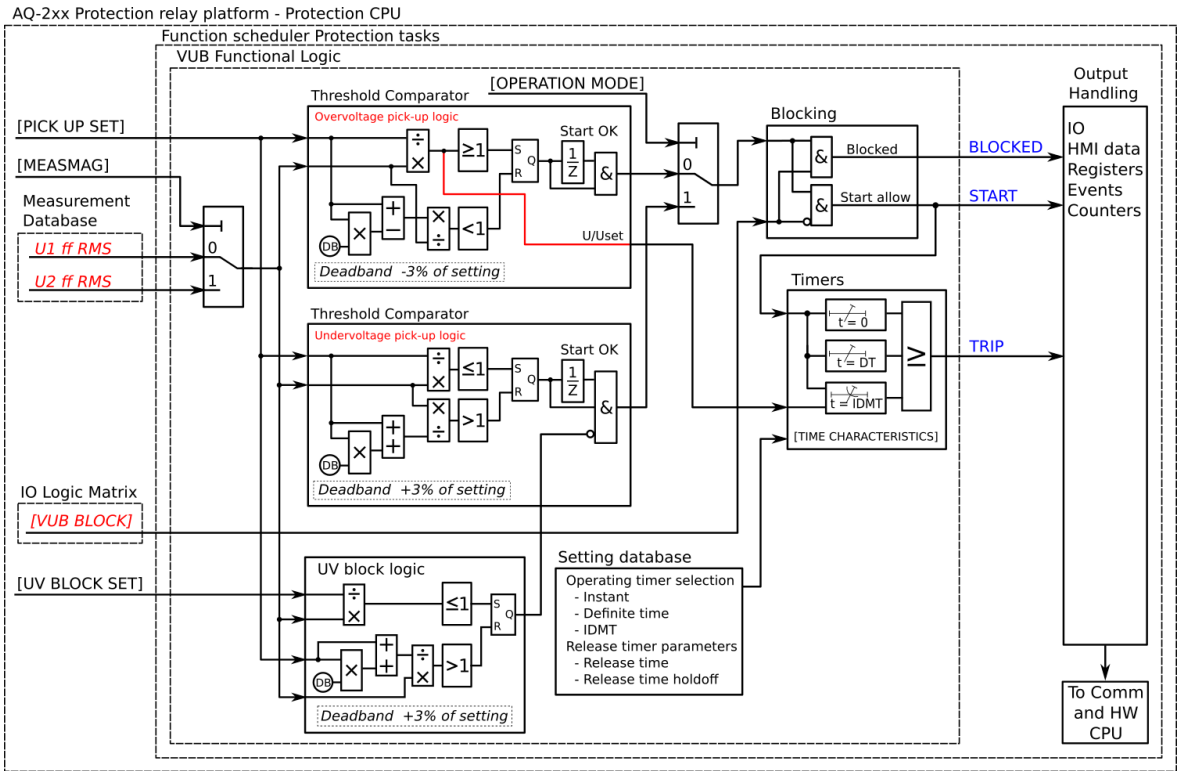 AQ-2xx Protection relay platform - Protection CPU
Function scheduler Protection tasks
VUB Functional Logic
[OPERATION MODE]
Output
Handling
[PICK UP SET]
[MEASMAG]
Measurement
Database
U1 ff RMS
U2 ff RMS
0
1
Threshold Comparator
Overvoltage pick-up logic
÷
×
≥1
S
Q
R
Start OK
1
Z
&
+
−
×
DB
×
÷
<1
U/Uset
Deadband -3% of setting
0
1
Blocking
&
Blocked
&
Start allow
BLOCKED
START
IO
HMI data
Registers
Events
Counters
Threshold Comparator
Undervoltage pick-up logic
÷
×
≤1
S
Q
R
Start OK
1
Z
&
+
+
×
DB
×
÷
>1
Deadband +3% of setting
Timers
t = 0
t = DT
t = IDMT
≥
[TIME CHARACTERISTICS]
TRIP
IO Logic Matrix
[VUB BLOCK]
[UV BLOCK SET]
UV block logic
÷
×
≤1
S
Q
R
+
+
×
DB
÷
×
>1
Deadband +3% of setting
Setting database
Operating timer selection
- Instant
- Definite time
- IDMT
Release timer parameters
- Release time
- Release time holdoff
To Comm
and HW
CPU